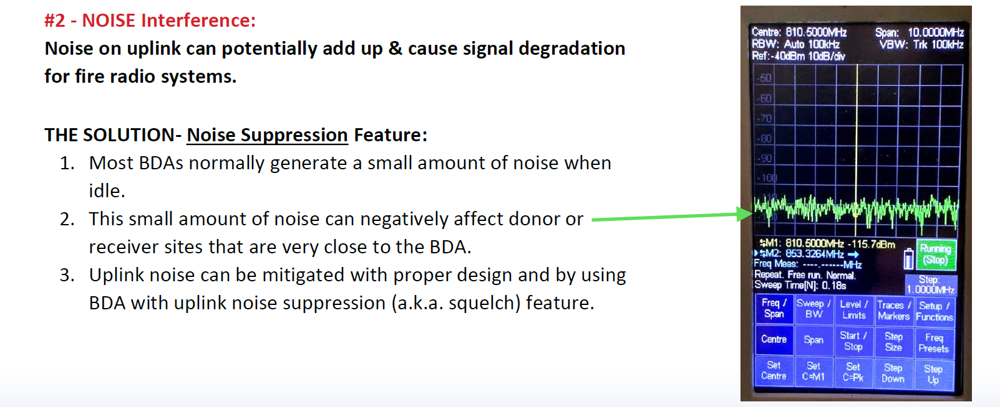 #2 - NOISE Interference:
Noise on uplink can potentially add up & cause signal degradation
for fire radio systems.
THE SOLUTION- Noise Suppression Feature:
1. Most BDAs normally generate a small amount of noise when
idle.
2. This small amount of noise can negatively affect donor or
receiver sites that are very close to the BDA.
3. Uplink noise can be mitigated with proper design and by using
BDA with uplink noise suppression (a.k.a. squelch) feature.
Centre: 810.5000MHz Span: 10.0000MHz
RBW: Auto 100kHz VBW: Trk 100kHz
Ref:-40dBm 10dB/div
-50
-60
-70
-80
-90
-100
M1: 810.5000MHz -115.7dBm
M2: 853.3264MHz
Freq Meas: ----.------MHz
Repeat. Free run. Normal.
Sweep Time[N]: 0.18s
Running
(Stop)
Step:
1.0000MHz
Freq / Span Sweep / BW Level / Limits Traces / Markers Setup / Functions
Centre Span Start / Stop Step Size Freq Presets
Set Centre Set C=M1 Set C=Pk Step Down Step Up